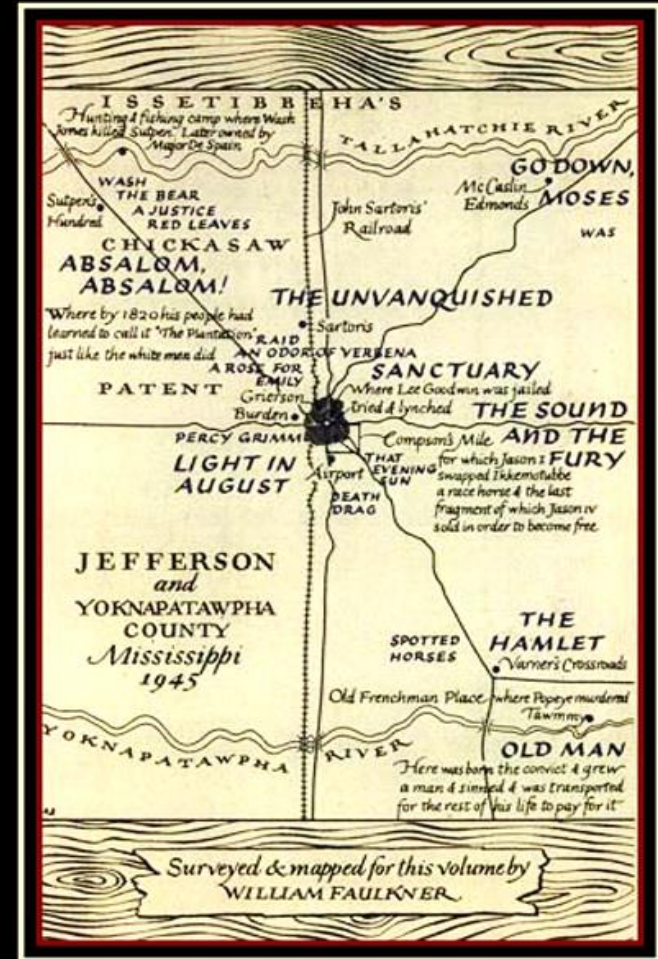 ISSETIBBEHA'S
Hunting & fishing camp where Wash
Jones killed Sutpen. Later owned by
Major De Spain
TALLAHATCHIE RIVER
GO DOWN,
MOSES
McCaslin
Edmonds
WAS
WASH
THE BEAR
A JUSTICE
RED LEAVES
Sutpen's
Hundred
John Sartoris'
Railroad
CHICKASAW
ABSALOM,
ABSALOM!
THE UNVANQUISHED
Where by 1820 his people had
learned to call it "The Plantation"
just like the white men did
Sartoris
RAID
AN ODOR OF VERBENA
A ROSE FOR
EMILY
SANCTUARY
Where Lee Goodwin was jailed
tried & lynched
PATENT
Grierson
Burden
THE SOUND
AND THE
FURY
PERCY GRIMM
Compson's Mile
for which Jason I
swapped Ikkemotubbe
a race horse & the last
fragment of which Jason IV
sold in order to become free
LIGHT IN
AUGUST
Airport
THAT
EVENING
SUN
DEATH
DRAG
JEFFERSON
and
YOKNAPATAWPHA
COUNTY
Mississippi
1945
SPOTTED
HORSES
THE
HAMLET
Varner's Crossroads
Old Frenchman Place where Popeye murdered
Tawmmy
YOKNAPATAWPHA RIVER
OLD MAN
Here was born the convict & grew
a man & sinned & was transported
for the rest of his life to pay for it
Surveyed & mapped for this volume by
WILLIAM FAULKNER